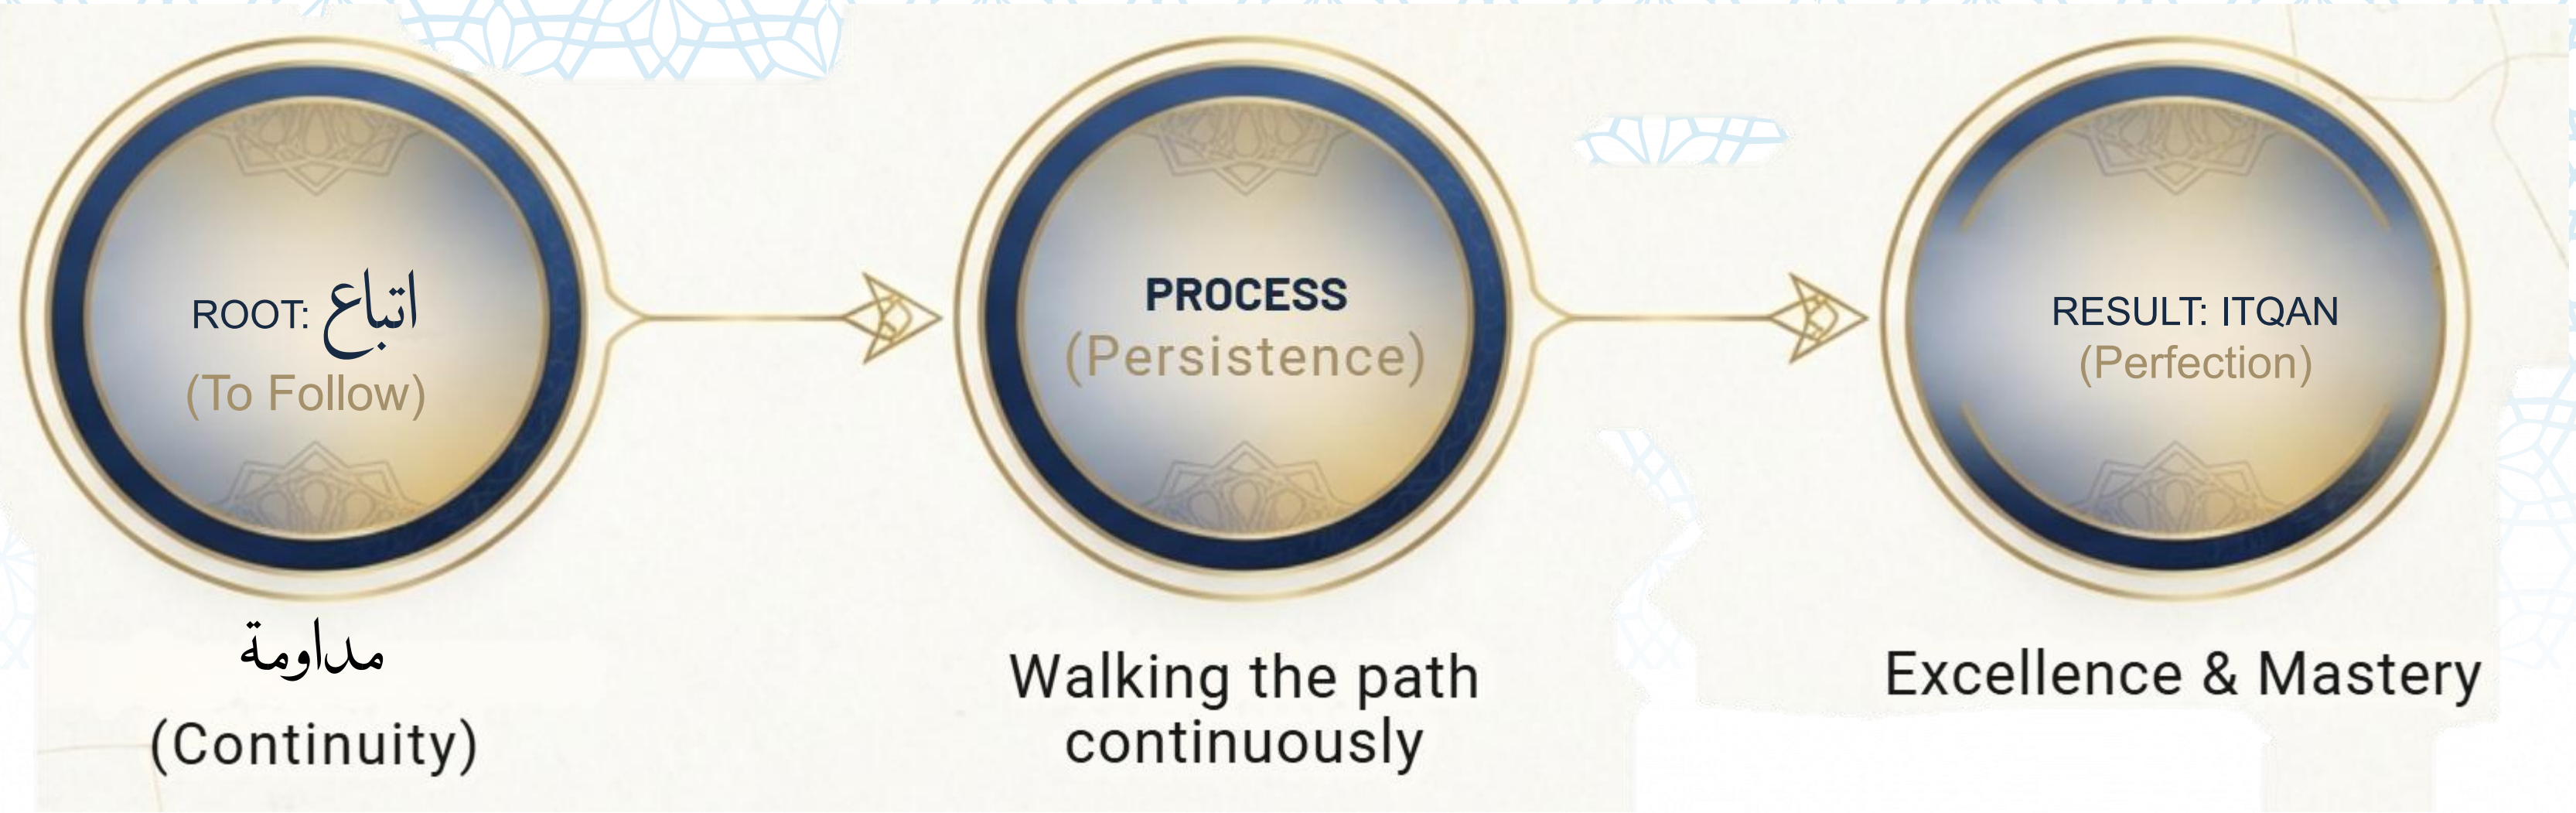 ROOT: اتباع
(To Follow)
مداومة
(Continuity)
PROCESS
(Persistence)
Walking the path
continuously
RESULT: ITQAN
(Perfection)
Excellence & Mastery